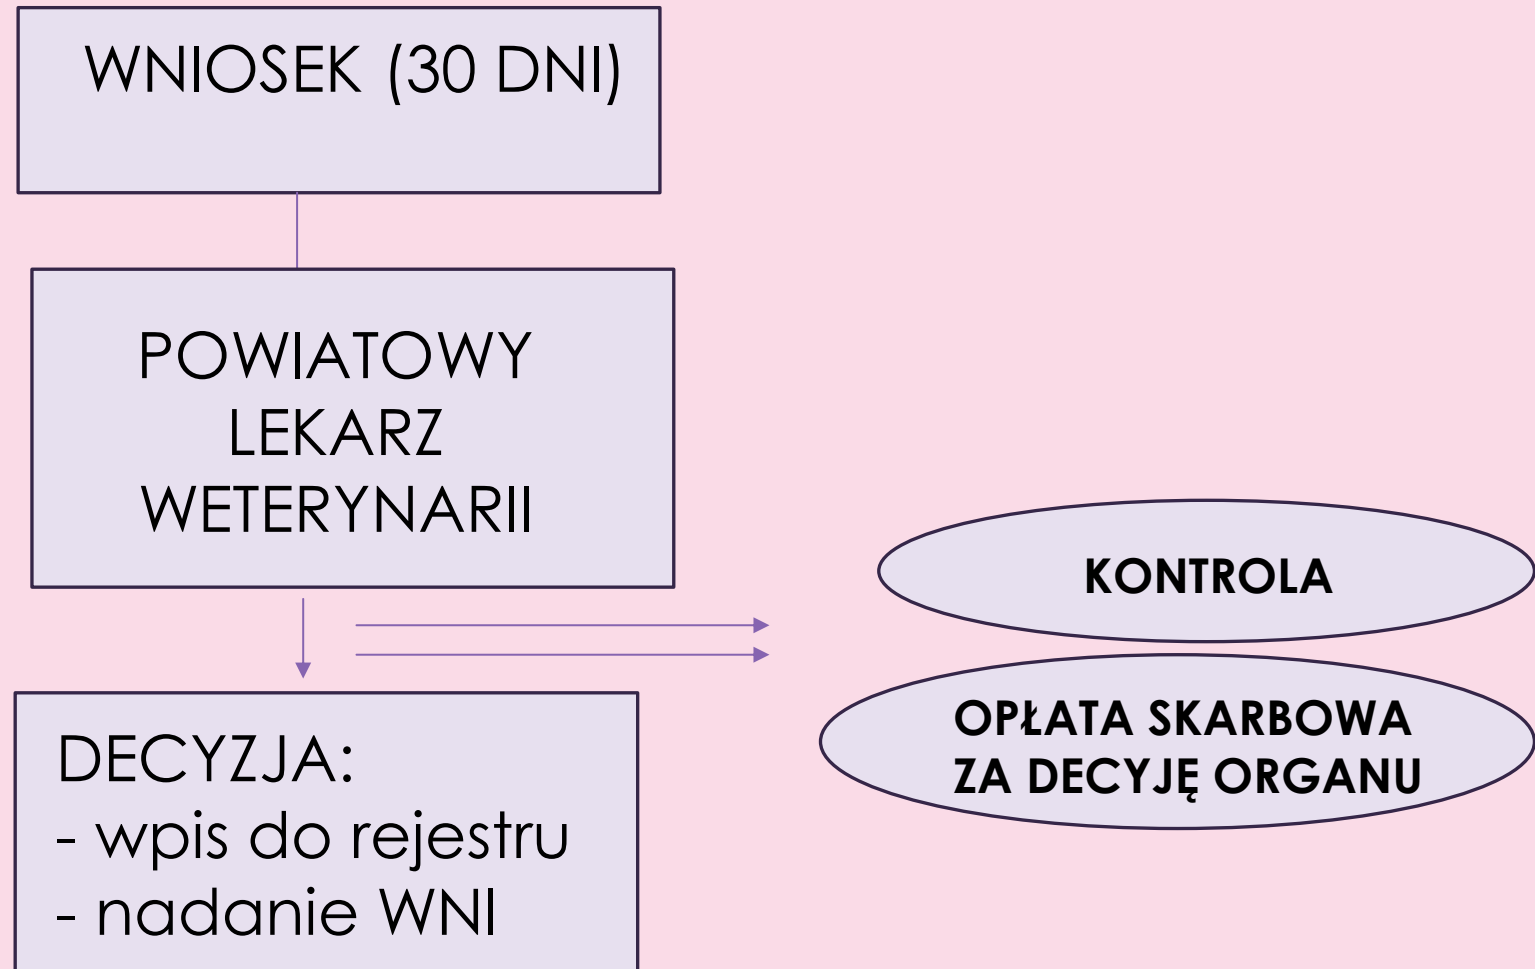 WNIOSEK (30 DNI)
POWIATOWY
LEKARZ
WETERYNARII
KONTROLA
OPŁATA SKARBOWA
ZA DECYJĘ ORGANU
DECYZJA:
- wpis do rejestru
- nadanie WNI